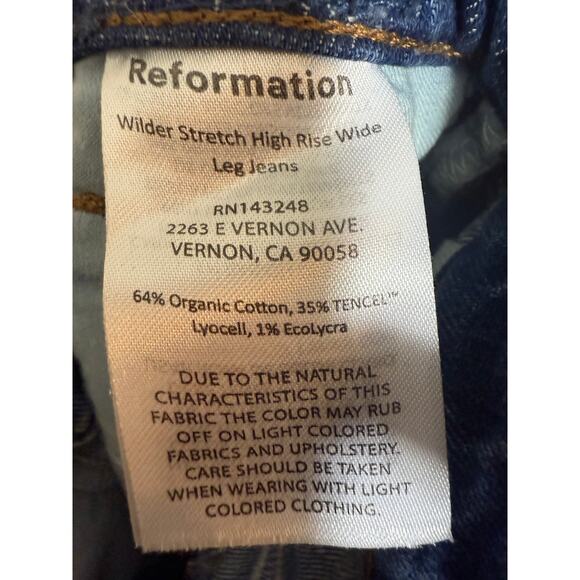 Reformation
Wilder Stretch High Rise Wide
Leg Jeans
RN143248
2263 E VERNON AVE.
VERNON, CA 90058
64% Organic Cotton, 35% TENCEL™
Lyocell, 1% EcoLycra
DUE TO THE NATURAL
CHARACTERISTICS OF THIS
FABRIC THE COLOR MAY RUB
OFF ON LIGHT COLORED
FABRICS AND UPHOLSTERY.
CARE SHOULD BE TAKEN
WHEN WEARING WITH LIGHT
COLORED CLOTHING.